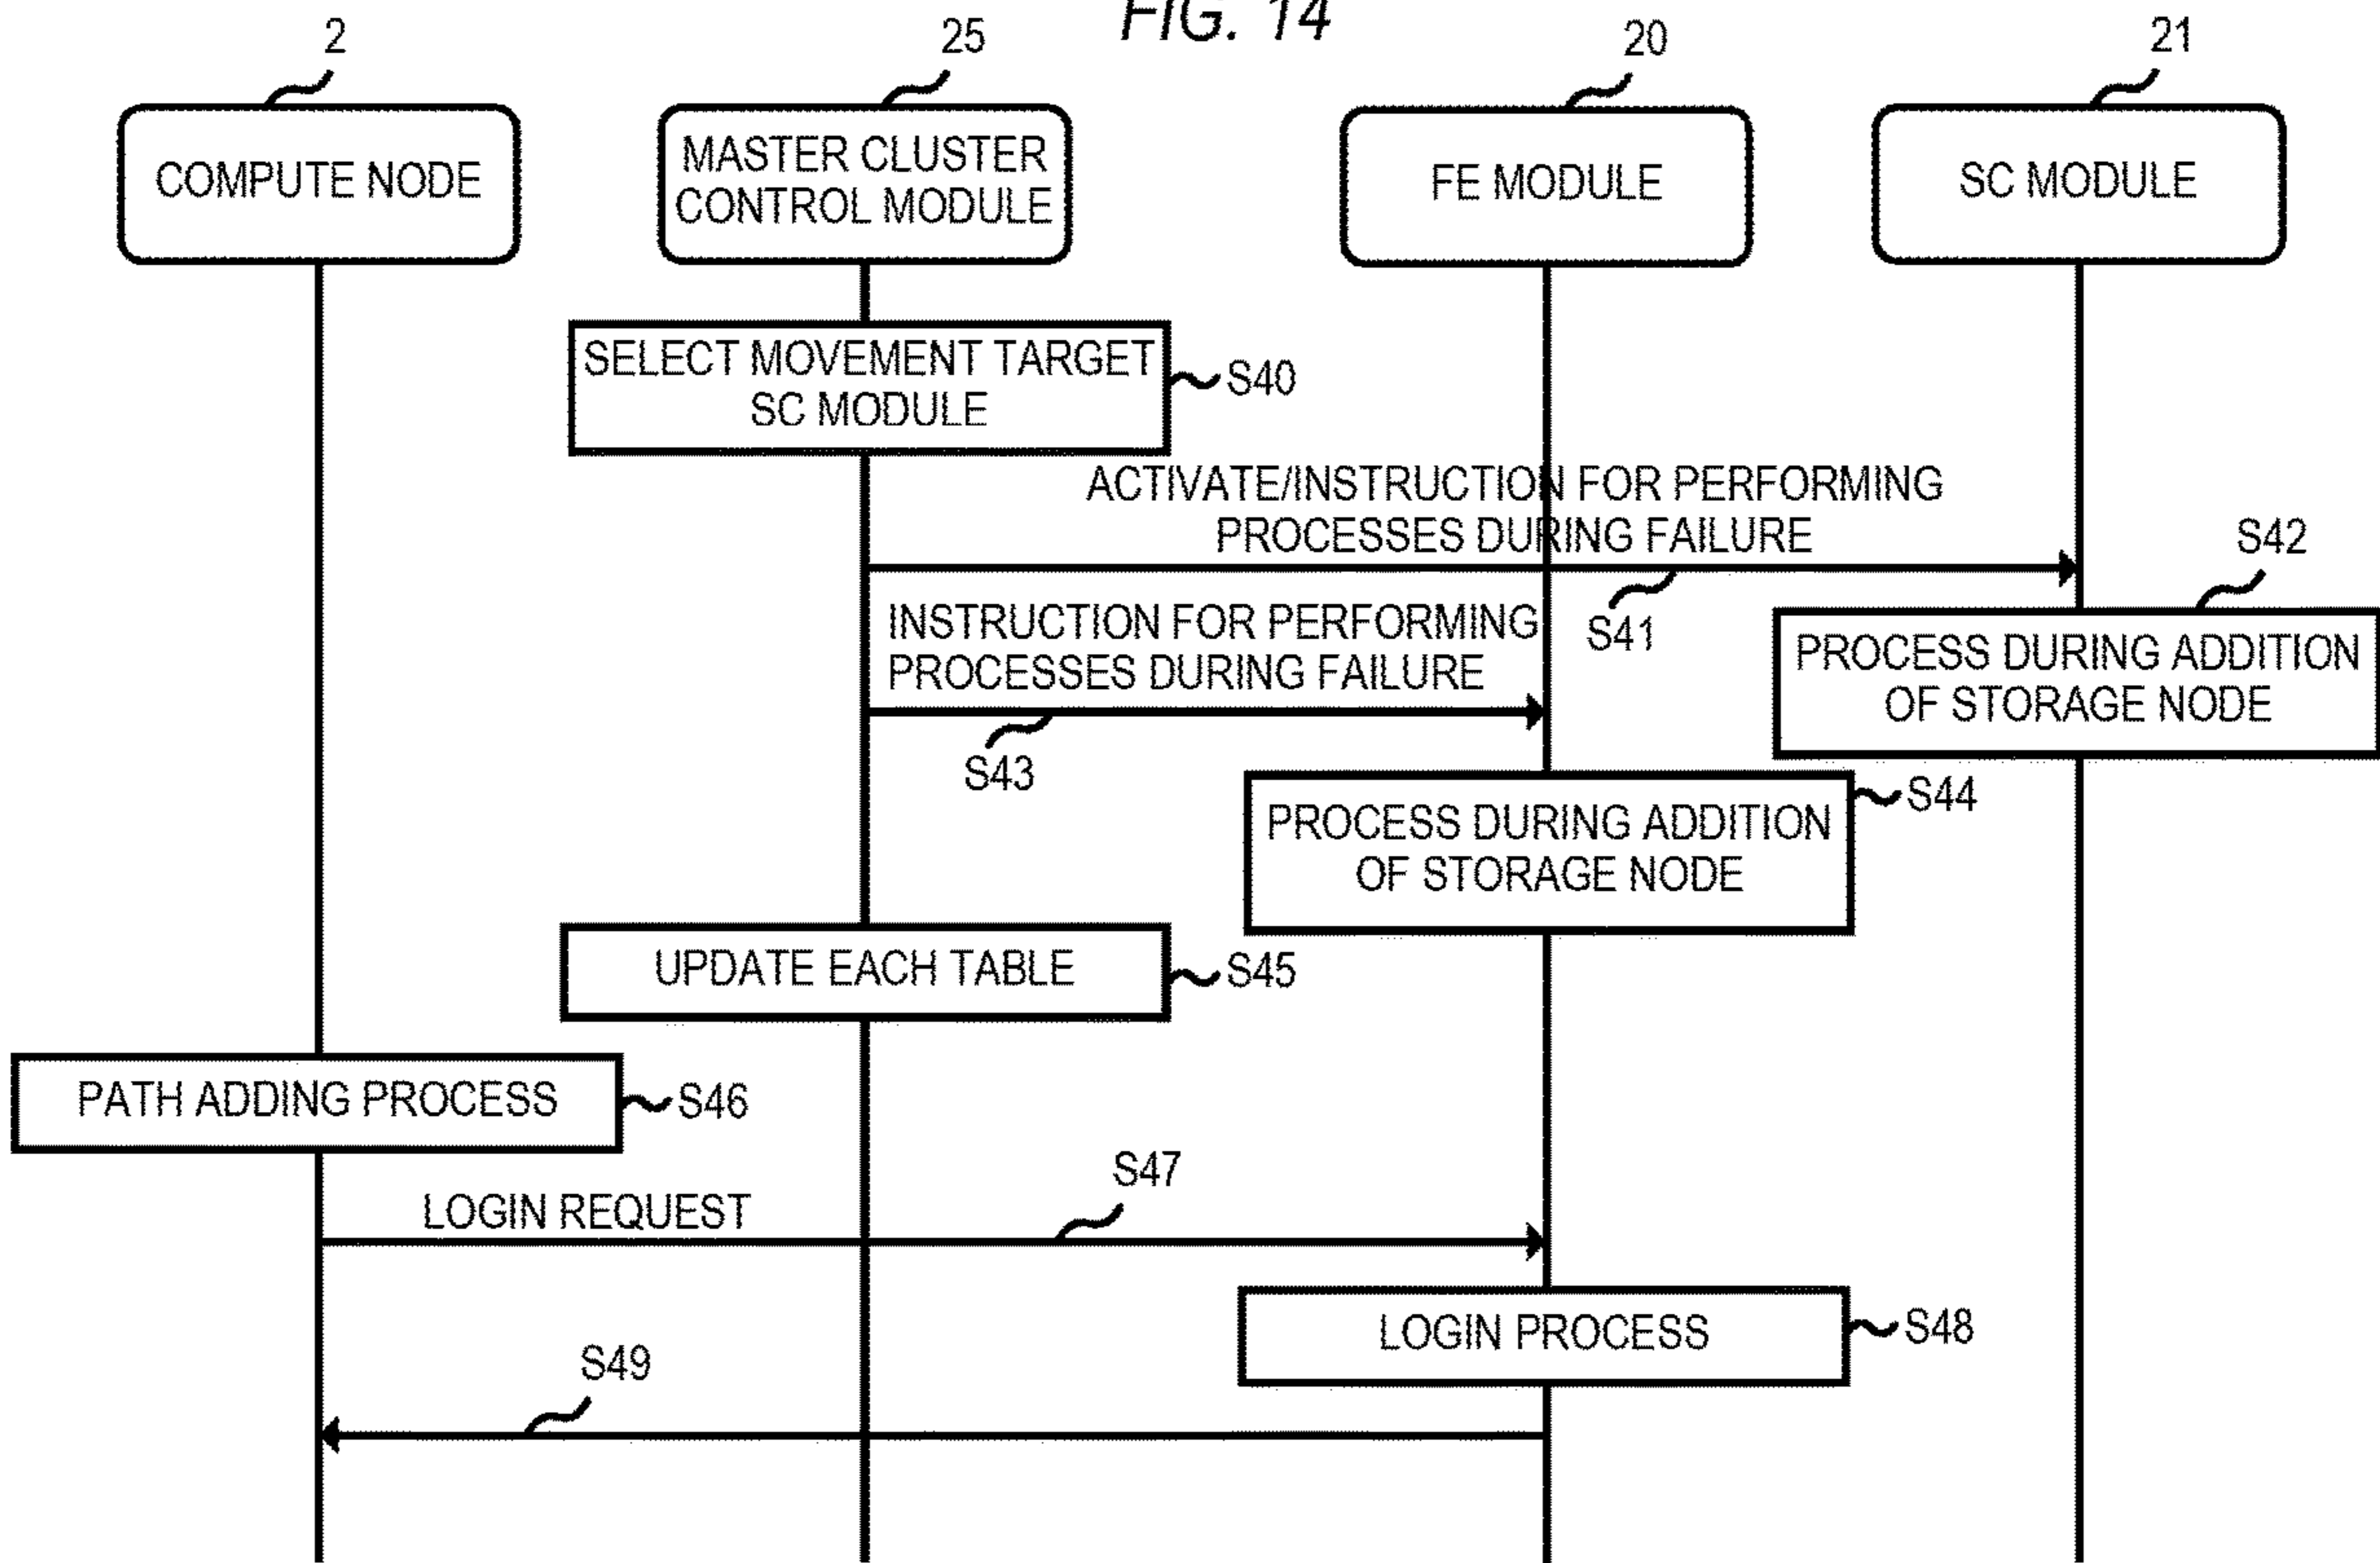 FIG. 14
2
25
20
21
COMPUTE NODE
MASTER CLUSTER
CONTROL MODULE
FE MODULE
SC MODULE
SELECT MOVEMENT TARGET
SC MODULE
S40
ACTIVATE/INSTRUCTION FOR PERFORMING
PROCESSES DURING FAILURE
S41
S42
PROCESS DURING ADDITION
OF STORAGE NODE
INSTRUCTION FOR PERFORMING
PROCESSES DURING FAILURE
S43
PROCESS DURING ADDITION
OF STORAGE NODE
S44
UPDATE EACH TABLE
S45
PATH ADDING PROCESS
S46
LOGIN REQUEST
S47
LOGIN PROCESS
S48
S49